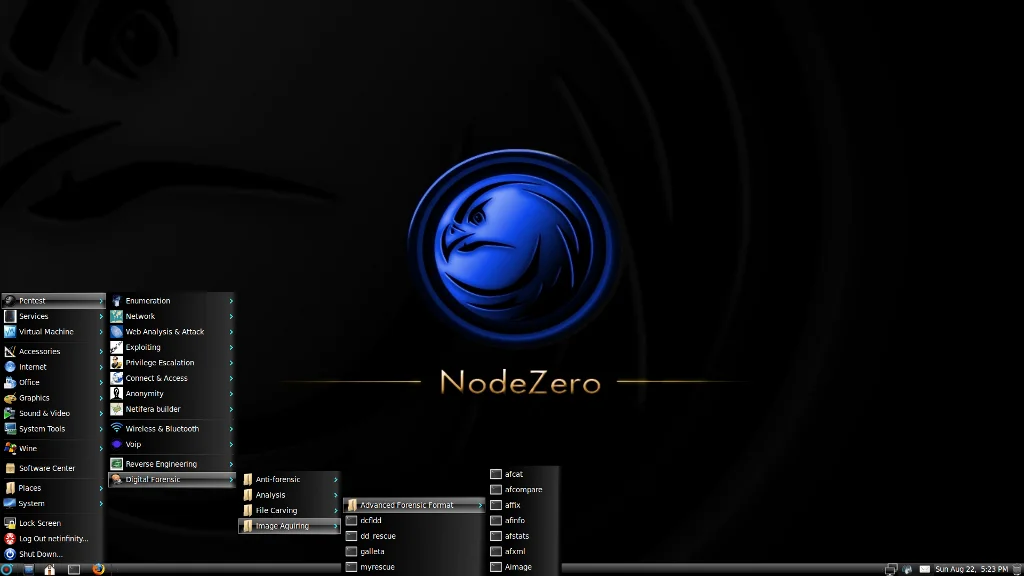 NodeZero
Pentest
Services
Virtual Machine
Accessories
Internet
Office
Graphics
Sound & Video
System Tools
Wine
Software Center
Places
System
Lock Screen
Log Out netinfinity...
Shut Down...
Enumeration
Network
Web Analysis & Attack
Exploiting
Privilege Escalation
Connect & Access
Anonymity
Netifera builder
Wireless & Bluetooth
Voip
Reverse Engineering
Digital Forensic
Anti-forensic
Analysis
File Carving
Image Aquiring
Advanced Forensic Format
dcfldd
dd_rescue
galleta
myrescue
afcat
afcompare
affix
afinfo
afstats
afxml
Aimage
Sun Aug 22, 5:23 PM